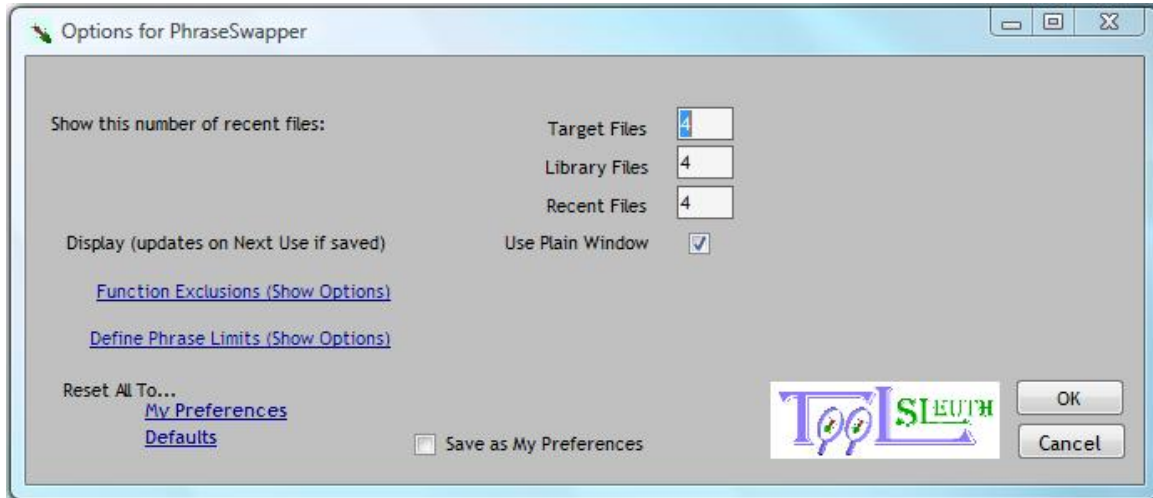 Options for PhraseSwapper
Show this number of recent files:
Target Files 4
Library Files 4
Recent Files 4
Display (updates on Next Use if saved) Use Plain Window
Function Exclusions (Show Options)
Define Phrase Limits (Show Options)
Reset All To...
My Preferences
Defaults
Save as My Preferences
TooL SLEUTH
OK
Cancel